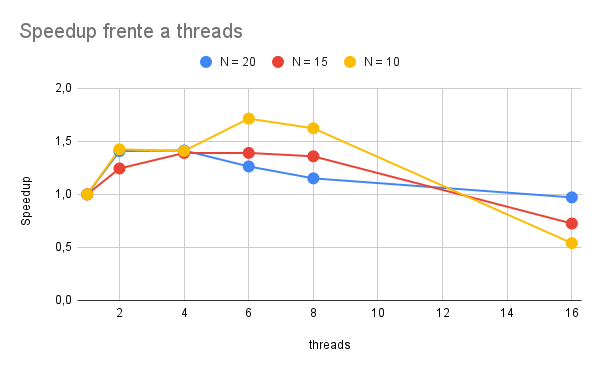 Speedup frente a threads
N = 20 N = 15 N = 10
2,0
1,5
1,0
0,5
0,0
Speedup
2 4 6 8 10 12 14 16
threads